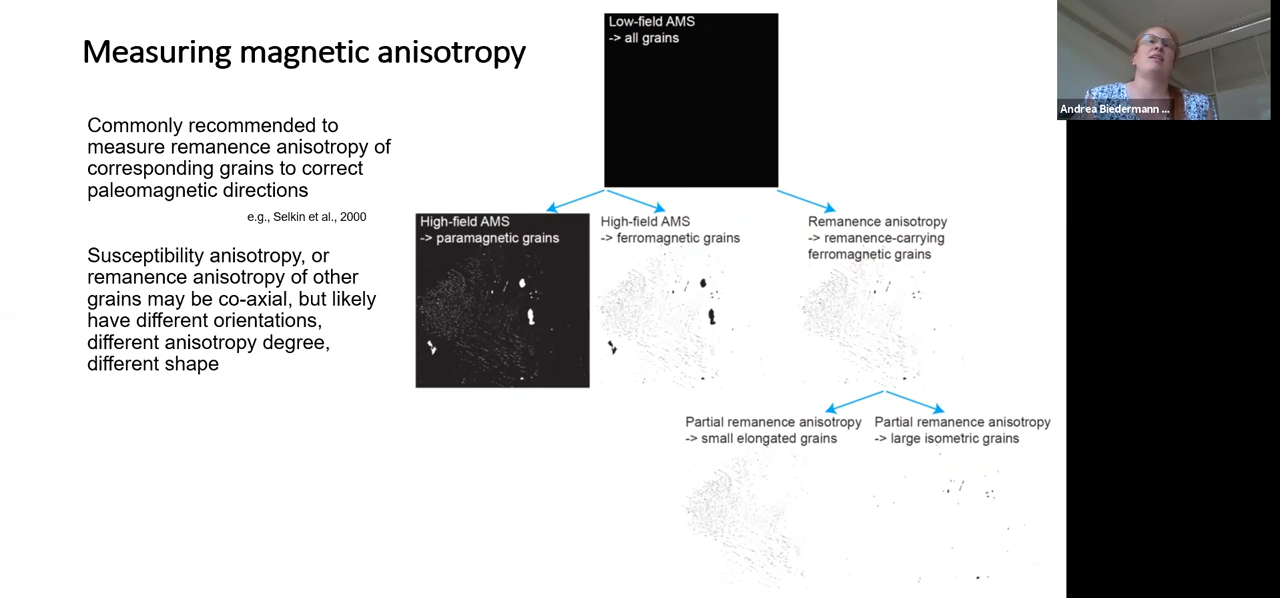 Measuring magnetic anisotropy
Commonly recommended to
measure remanence anisotropy of
corresponding grains to correct
paleomagnetic directions
e.g., Selkin et al., 2000
Susceptibility anisotropy, or
remanence anisotropy of other
grains may be co-axial, but likely
have different orientations,
different anisotropy degree,
different shape
Low-field AMS
-> all grains
High-field AMS
-> paramagnetic grains
High-field AMS
-> ferromagnetic grains
Remanence anisotropy
-> remanence-carrying
ferromagnetic grains
Partial remanence anisotropy
-> small elongated grains
Partial remanence anisotropy
-> large isometric grains
Andrea Biedermann ...